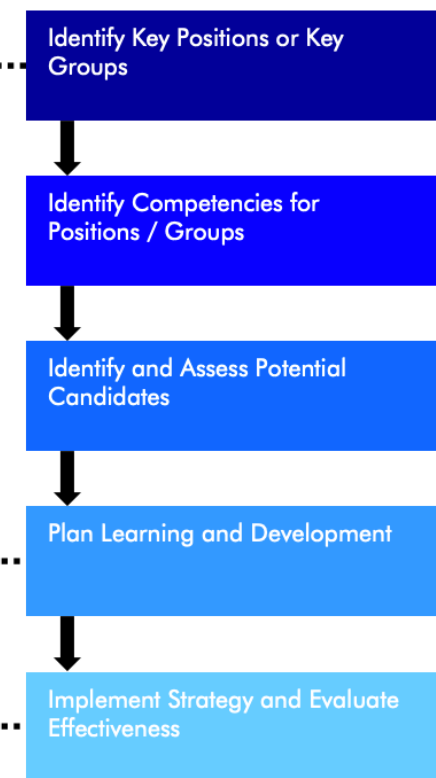 Identify Key Positions or Key
Groups
Identify Competencies for
Positions / Groups
Identify and Assess Potential
Candidates
Plan Learning and Development
Implement Strategy and Evaluate
Effectiveness